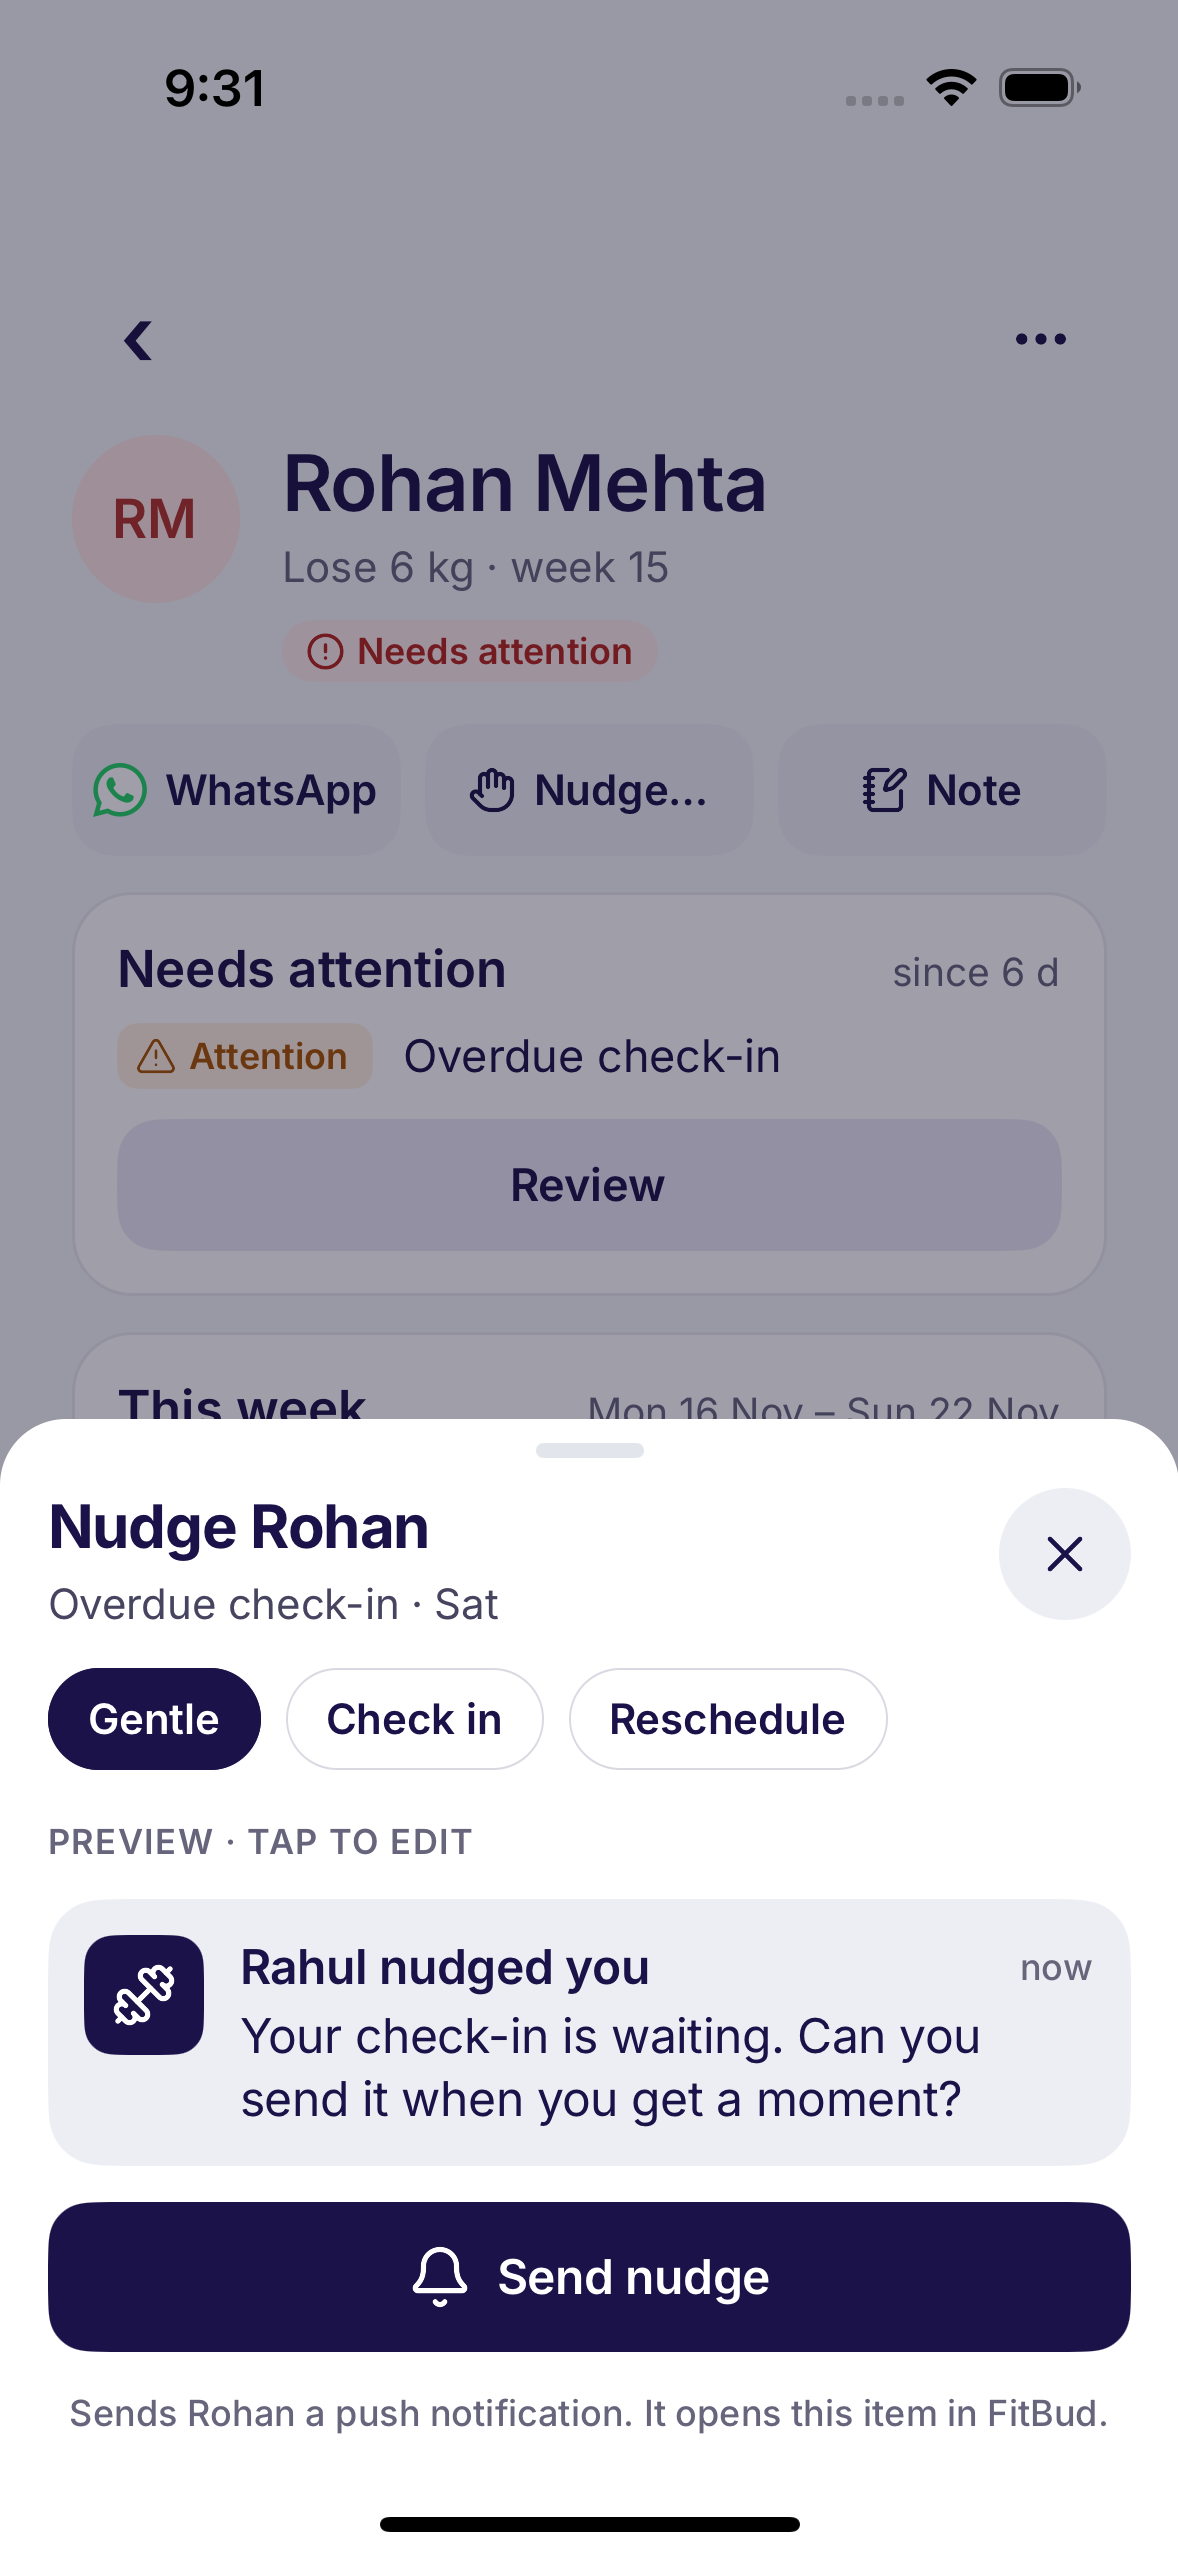 9:31
Rohan Mehta
RM
Lose 6 kg · week 15
Needs attention
WhatsApp
Nudge...
Note
Needs attention
since 6 d
Attention
Overdue check-in
Review
This week
Mon 16 Nov – Sun 22 Nov
Nudge Rohan
Overdue check-in · Sat
Gentle
Check in
Reschedule
PREVIEW · TAP TO EDIT
Rahul nudged you
now
Your check-in is waiting. Can you
send it when you get a moment?
Send nudge
Sends Rohan a push notification. It opens this item in FitBud.